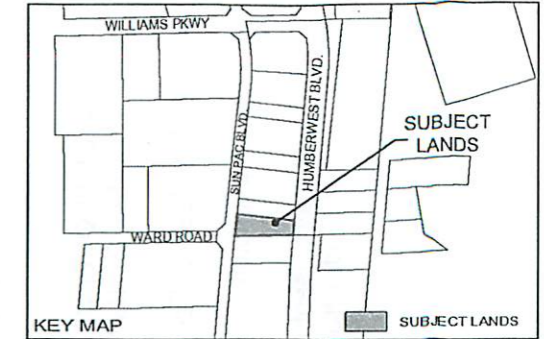 WILLIAMS PKWY
SUN PAC BLVD.
HUMBERWEST BLVD.
SUBJECT
LANDS
WARD ROAD
KEY MAP
SUBJECT LANDS